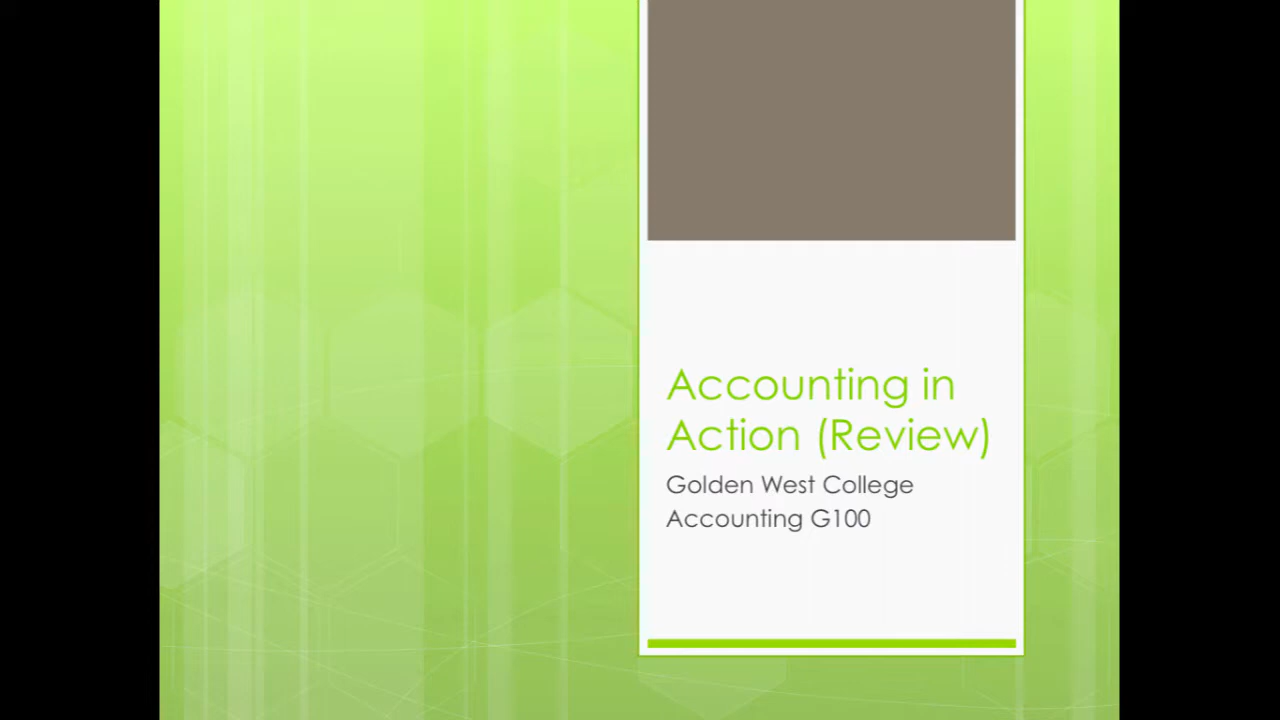 Accounting in
Action (Review)
Golden West College
Accounting G100